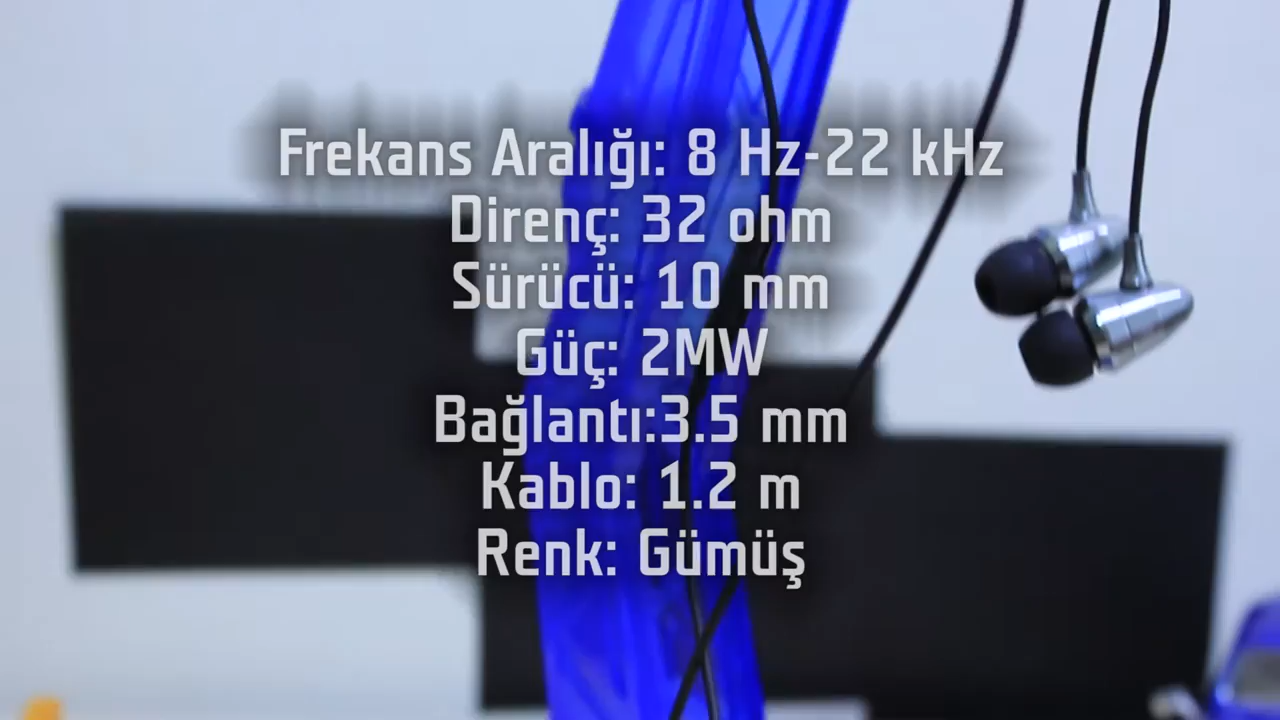 Frekans Aralığı: 8 Hz-22 kHz
Direnç: 32 ohm
Sürücü: 10 mm
Güç: 2MW
Bağlantı:3.5 mm
Kablo: 1.2 m
Renk: Gümüş